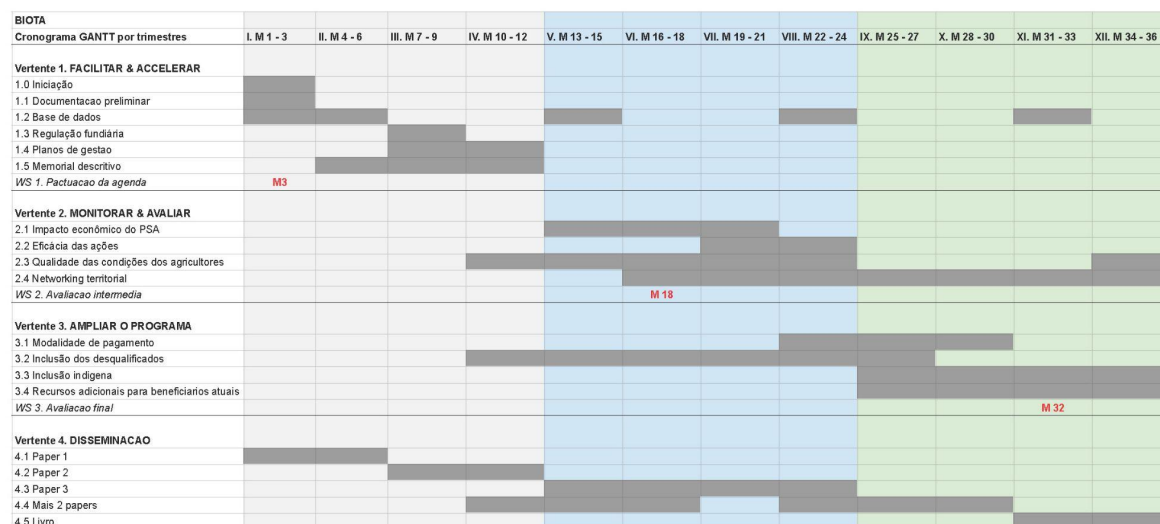 BIOTA
Cronograma GANTT por trimestres I. M 1 - 3 II. M 4 - 6 III. M 7 - 9 IV. M 10 - 12 V. M 13 - 15 VI. M 16 - 18 VII. M 19 - 21 VIII. M 22 - 24 IX. M 25 - 27 X. M 28 - 30 XI. M 31 - 33 XII. M 34 - 36
Vertente 1. FACILITAR & ACCELERAR
1.0 Iniciação
1.1 Documentacao preliminar
1.2 Base de dados
1.3 Regulação fundiária
1.4 Planos de gestao
1.5 Memorial descritivo
WS 1. Pactuacao da agenda M3
Vertente 2. MONITORAR & AVALIAR
2.1 Impacto econômico do PSA
2.2 Eficácia das ações
2.3 Qualidade das condições dos agricultores
2.4 Networking territorial
WS 2. Avaliacao intermedia M 18
Vertente 3. AMPLIAR O PROGRAMA
3.1 Modalidade de pagamento
3.2 Inclusão dos desqualificados
3.3 Inclusão indigena
3.4 Recursos adicionais para beneficiarios atuais
WS 3. Avaliacao final M 32
Vertente 4. DISSEMINACAO
4.1 Paper 1
4.2 Paper 2
4.3 Paper 3
4.4 Mais 2 papers
4.5 Livro